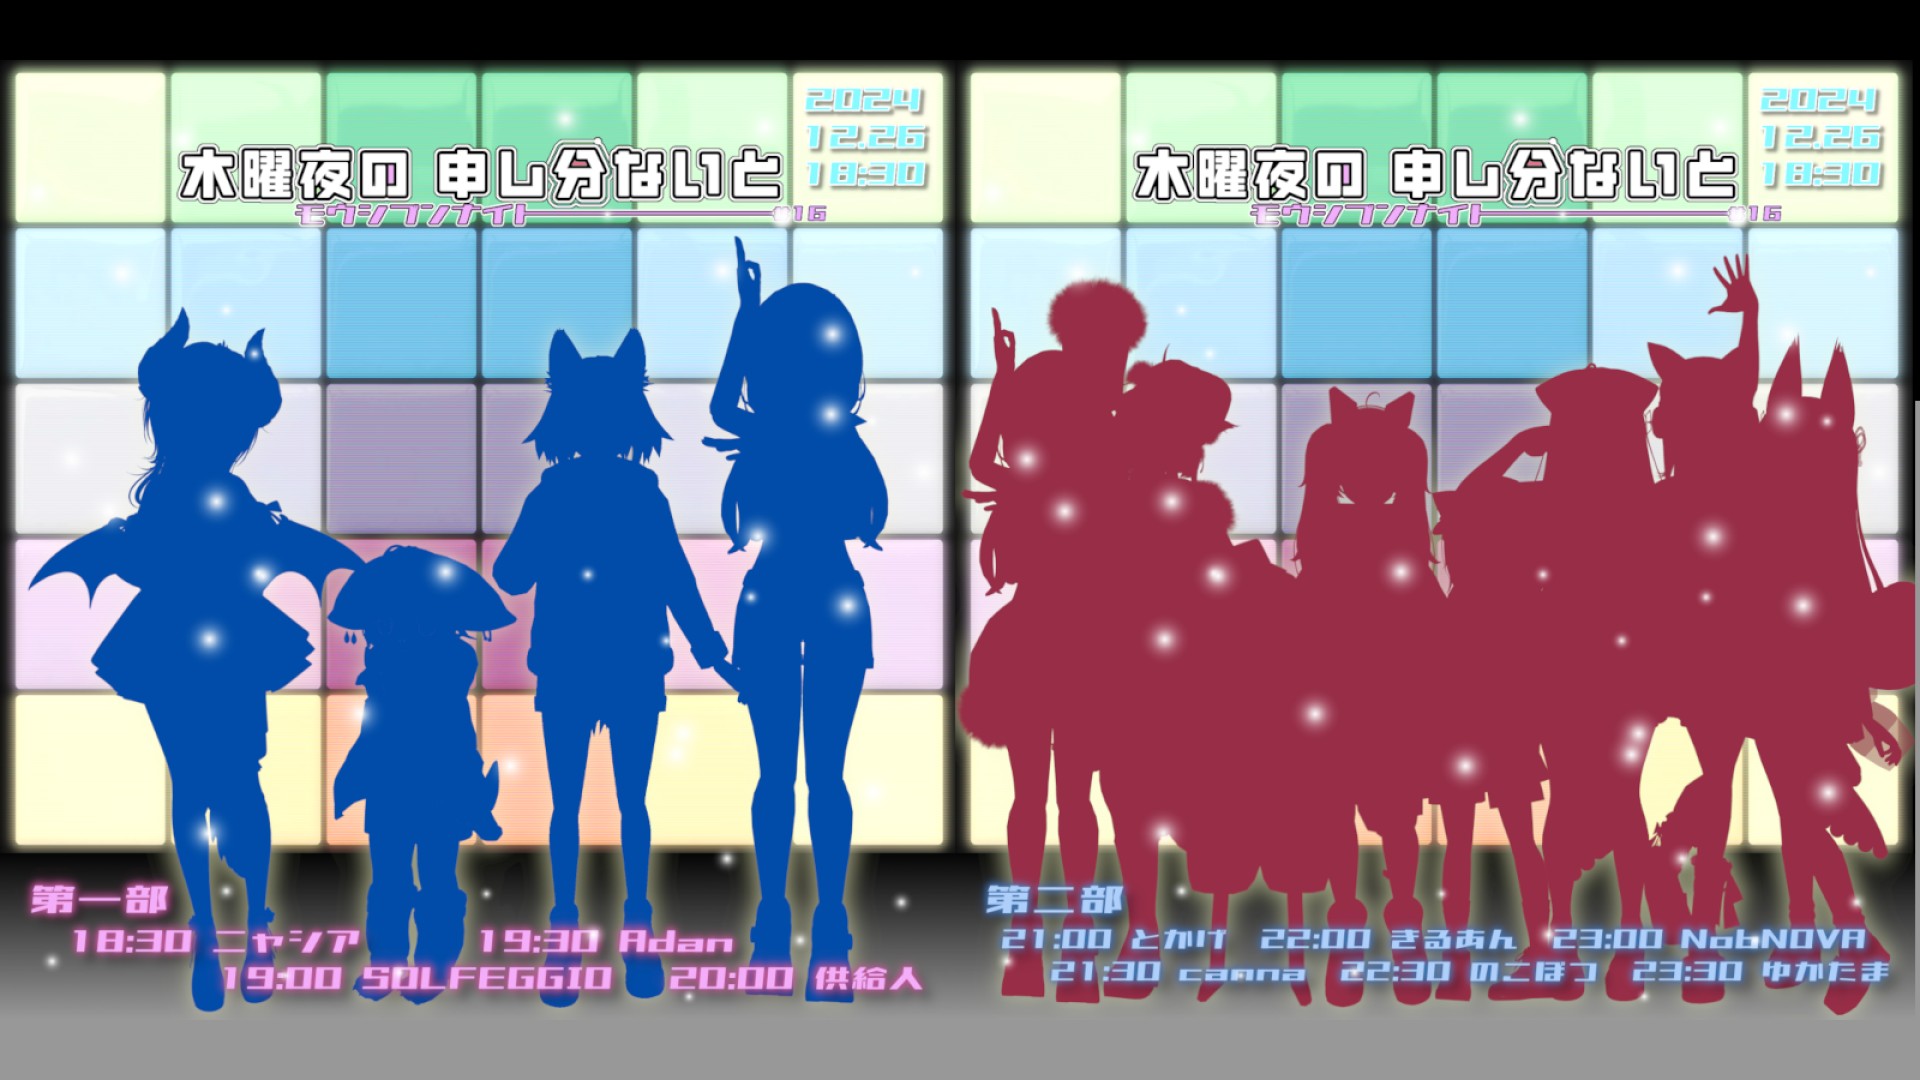 2024
12.26
18:30
木曜夜の 申し分ないと
モウシブンナイト #16
第一部
18:30 ニャシア 19:30 Adan
19:00 SOLFEGGIO 20:00 供給人
2024
12.26
18:30
木曜夜の 申し分ないと
モウシブンナイト #16
第二部
21:00 とかげ 22:00 きるあん 23:00 NobNOVA
21:30 canna 22:30 のこぽつ 23:30 ゆかたま